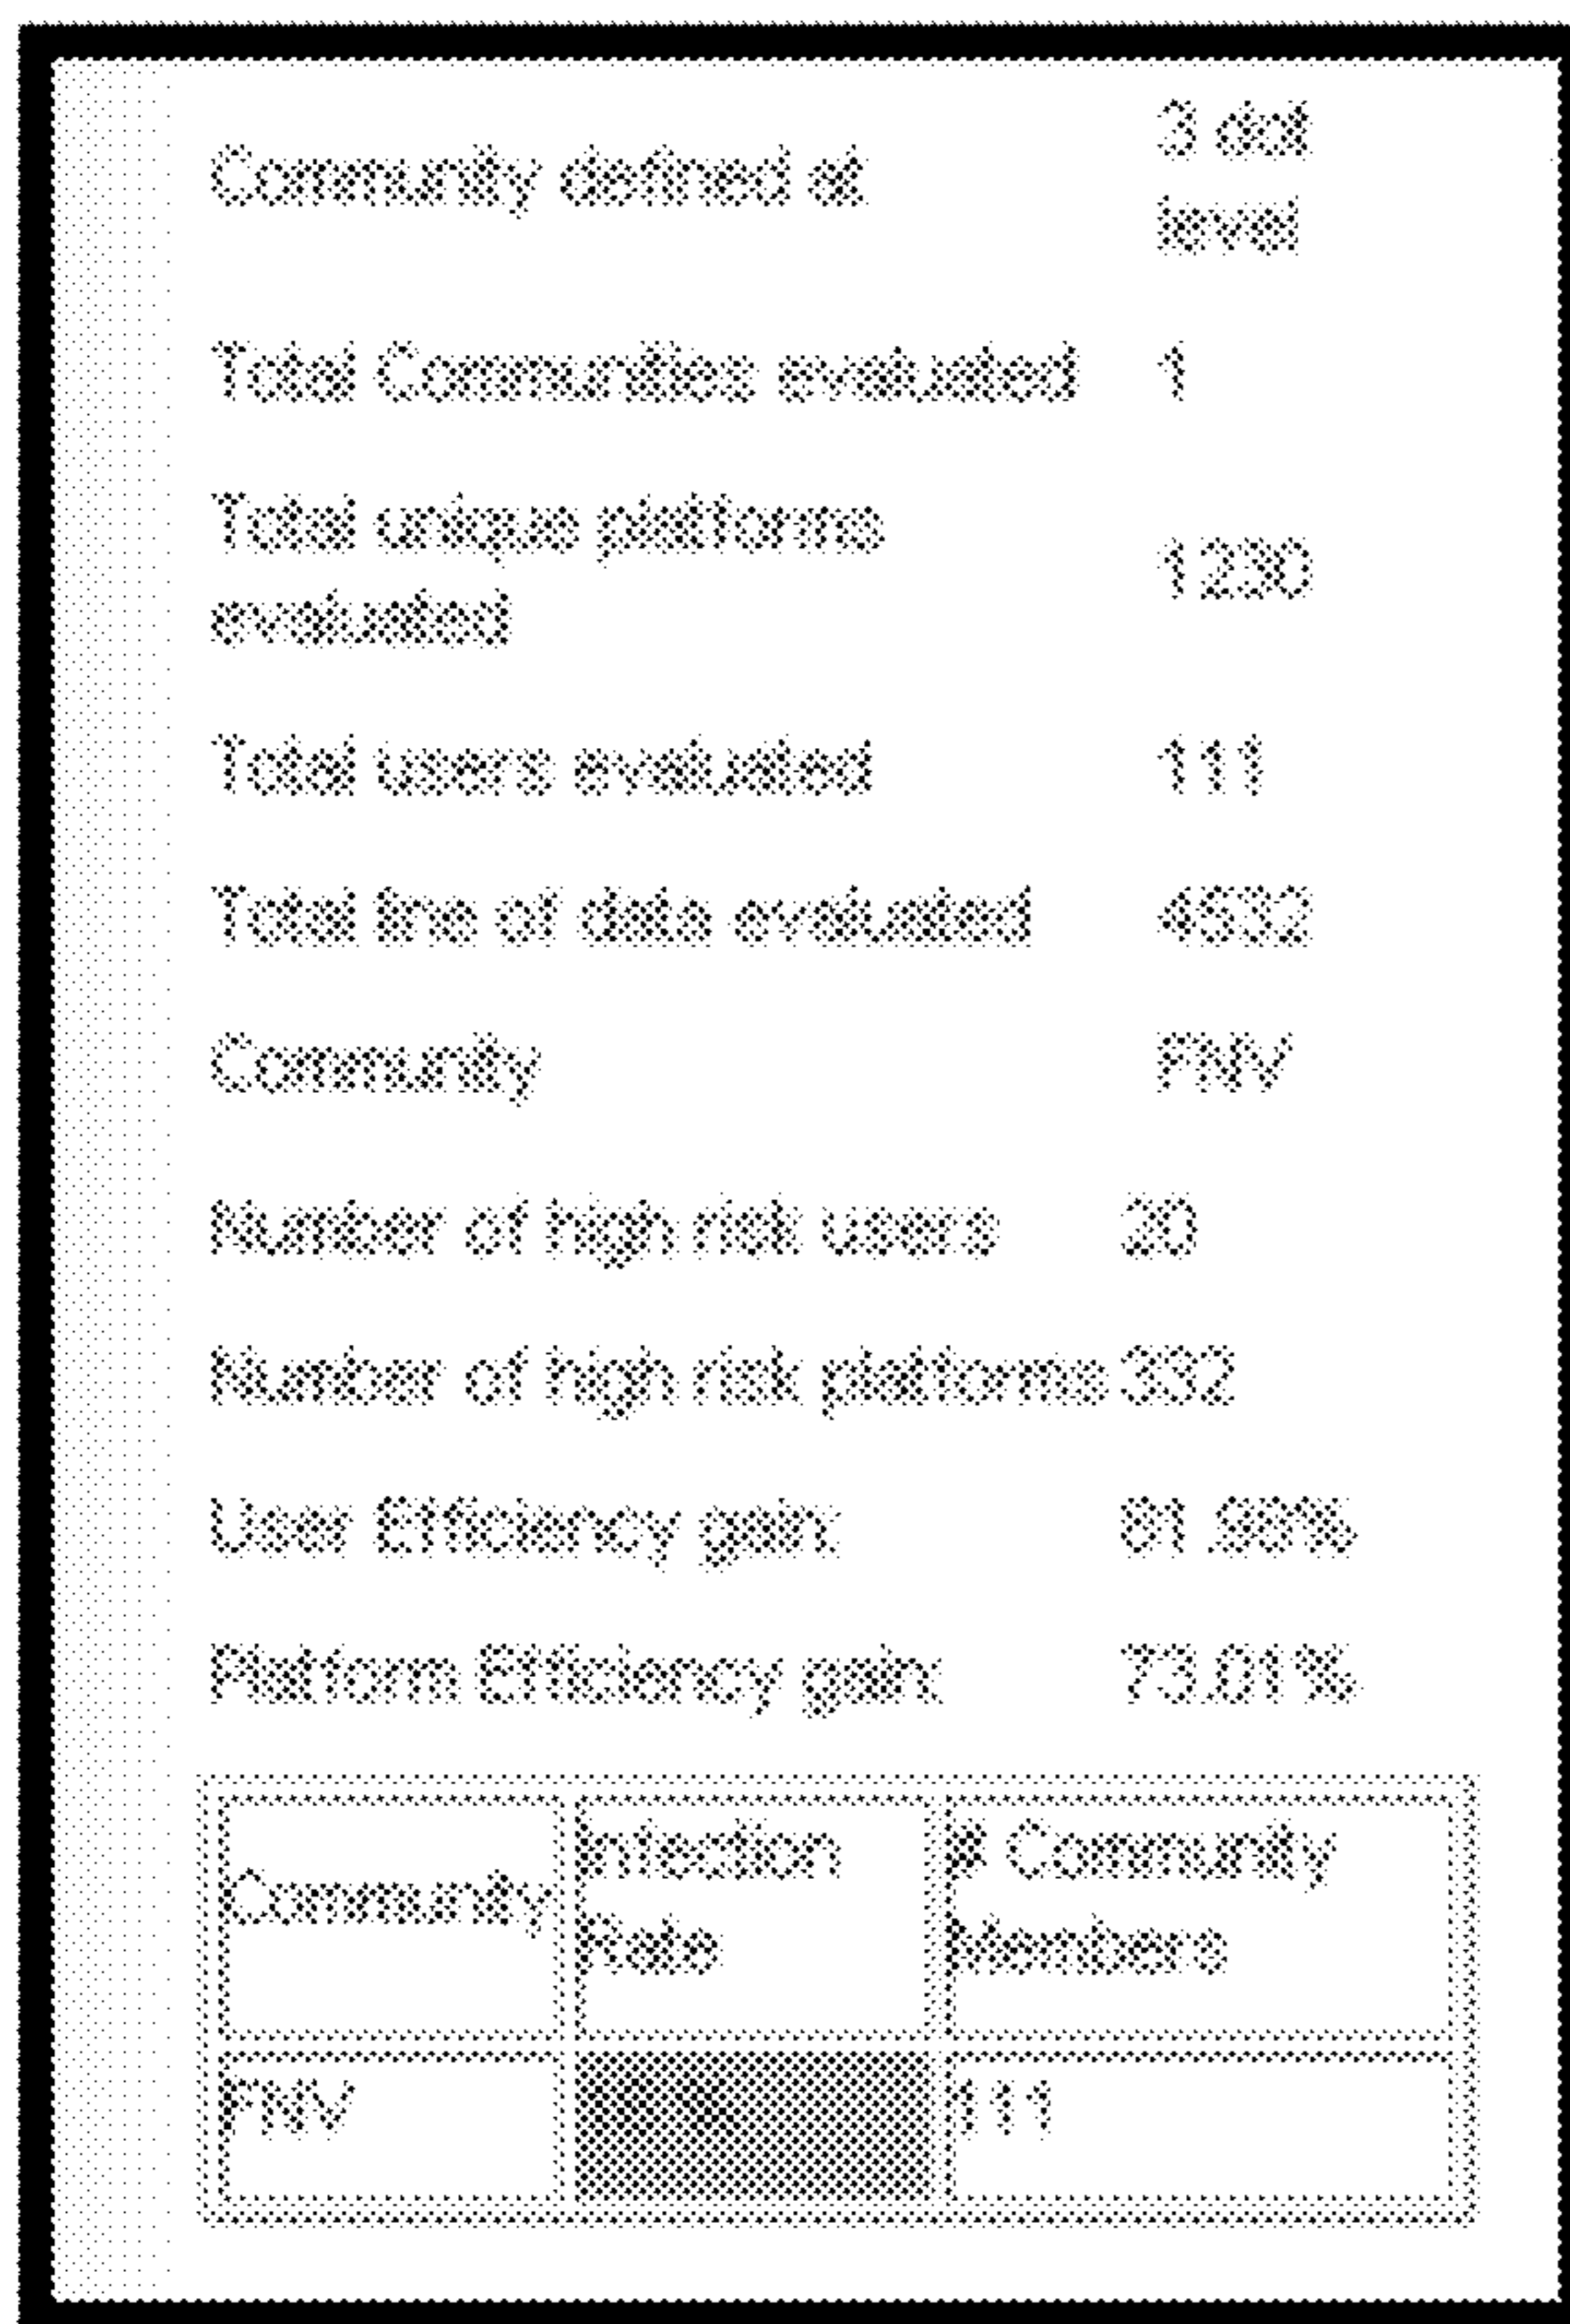 Community defined at
3 dot
level
Total Communities evaluated 1
Total unique platforms
evaluated
1230
Total users evaluated 111
Total line of data evaluated 4532
Community FNV
Number of high risk users 20
Number of high risk platforms 332
User Efficiency gain: 81.98%
Platform Efficiency gain: 73.01%
Community
Infection
Rate
# Community
Members
FNV
111